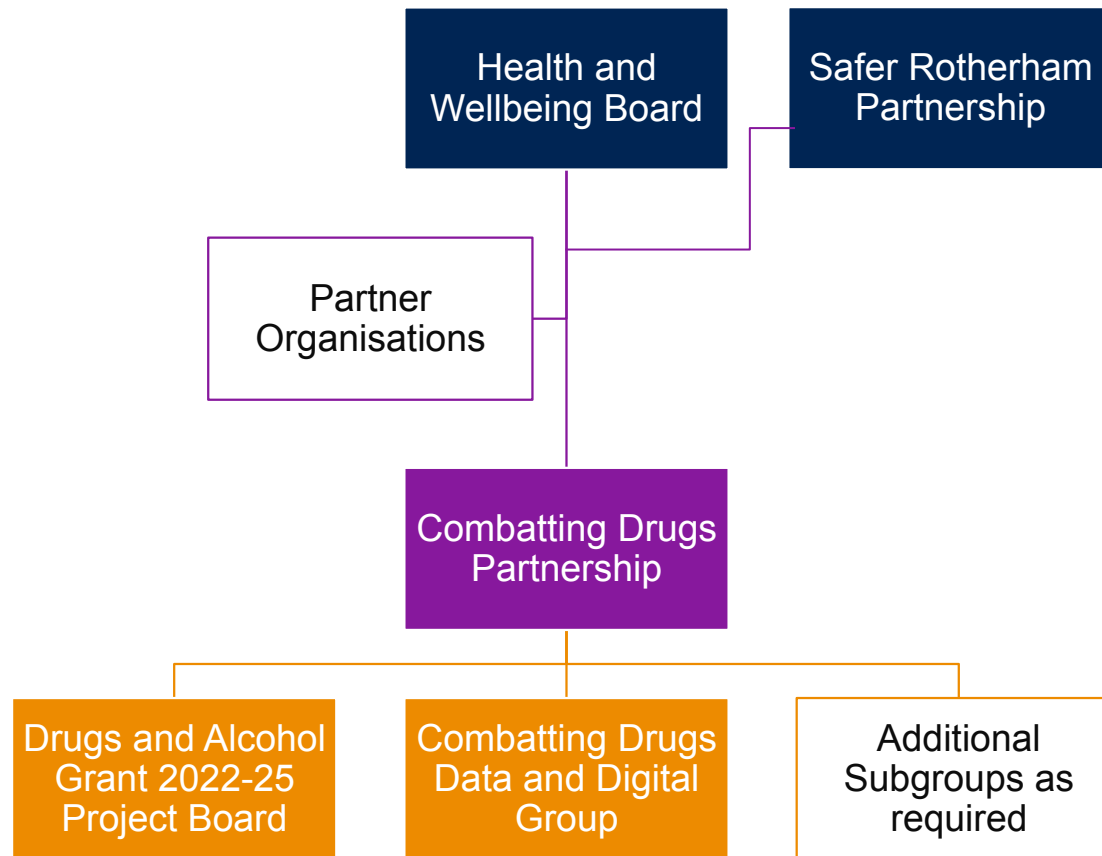 Health and
Wellbeing Board
Safer Rotherham
Partnership
Partner
Organisations
Combatting Drugs
Partnership
Drugs and Alcohol
Grant 2022-25
Project Board
Combatting Drugs
Data and Digital
Group
Additional
Subgroups as
required